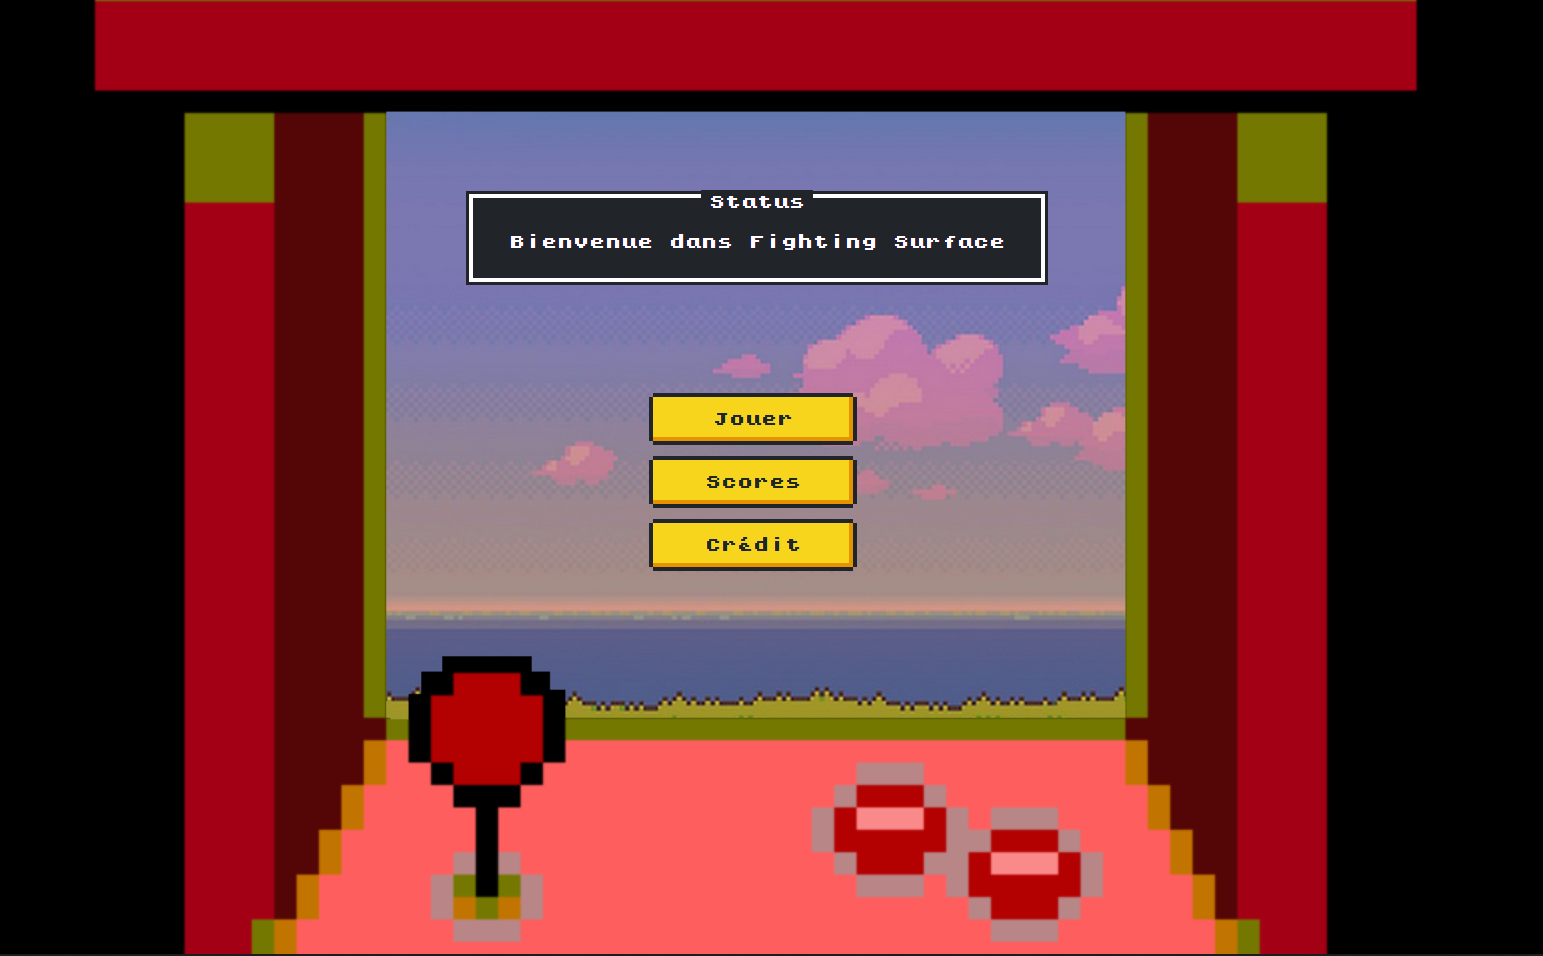 Status
Bienvenue dans Fighting Surface
Jouer
Scores
Crédit